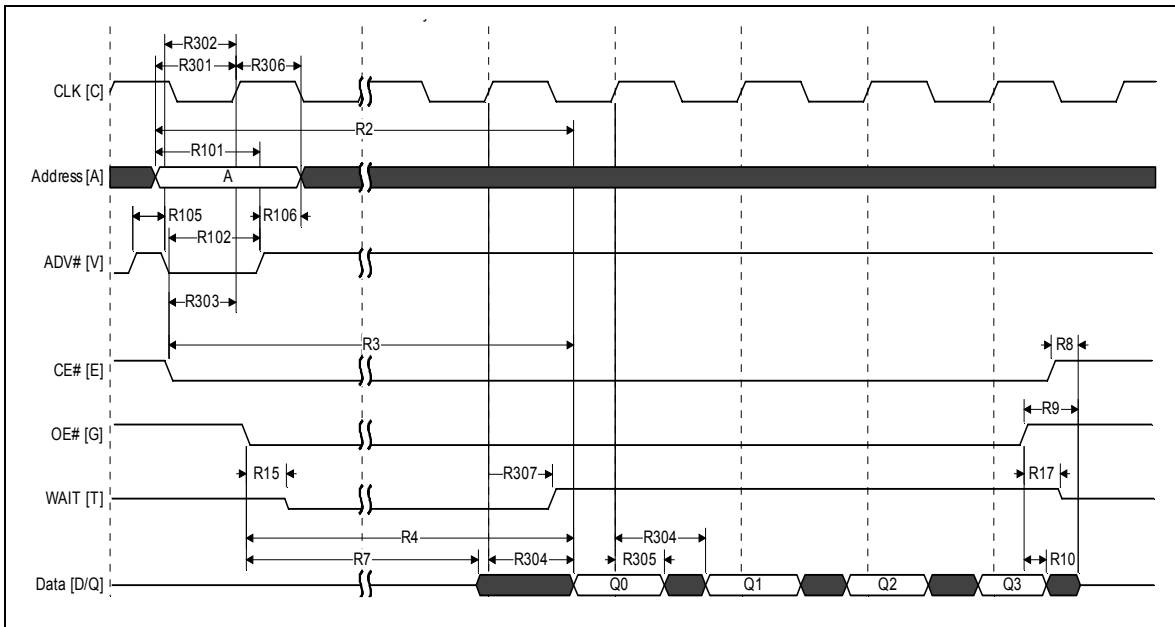 R302
R301 R306
CLK [C]
R2
R101
Address [A] A
R105 R106
R102
ADV# [V]
R303
R3 R8
CE# [E]
R9
OE# [G]
R15 R307 R17
WAIT [T]
R4 R304
R7 R304 R305 R10
Data [D/Q] Q0 Q1 Q2 Q3